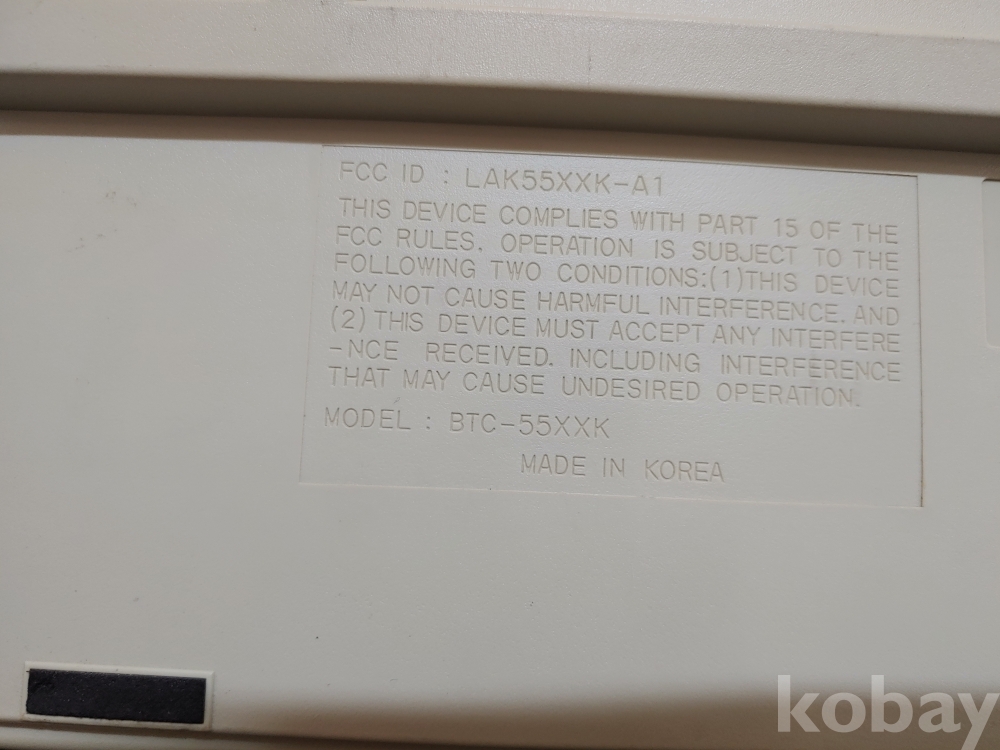 FCC ID : LAK55XXK-A1
THIS DEVICE COMPLIES WITH PART 15 OF THE
FCC RULES. OPERATION IS SUBJECT TO THE
FOLLOWING TWO CONDITIONS:(1)THIS DEVICE
MAY NOT CAUSE HARMFUL INTERFERENCE. AND
(2) THIS DEVICE MUST ACCEPT ANY INTERFERE
-NCE RECEIVED. INCLUDING INTERFERENCE
THAT MAY CAUSE UNDESIRED OPERATION.
MODEL : BTC-55XXK
MADE IN KOREA
kobay